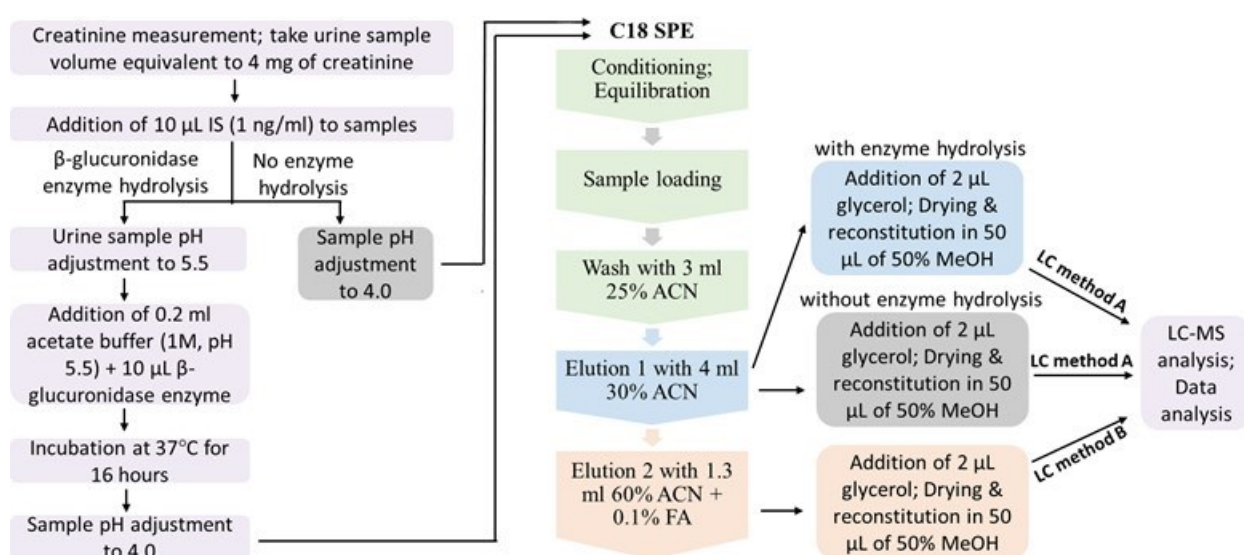 Creatinine measurement; take urine sample
volume equivalent to 4 mg of creatinine
Addition of 10 µL IS (1 ng/ml) to samples
β-glucuronidase
enzyme hydrolysis
No enzyme
hydrolysis
Urine sample pH
adjustment to 5.5
Sample pH
adjustment
to 4.0
Addition of 0.2 ml
acetate buffer (1M, pH
5.5) + 10 µL β-
glucuronidase enzyme
Incubation at 37°C for
16 hours
Sample pH adjustment
to 4.0
C18 SPE
Conditioning;
Equilibration
Sample loading
Wash with 3 ml
25% ACN
Elution 1 with 4 ml
30% ACN
Elution 2 with 1.3
ml 60% ACN +
0.1% FA
with enzyme hydrolysis
Addition of 2 µL
glycerol; Drying &
reconstitution in 50
µL of 50% MeOH
without enzyme hydrolysis
Addition of 2 µL
glycerol; Drying &
reconstitution in 50
µL of 50% MeOH
Addition of 2 µL
glycerol; Drying &
reconstitution in 50
µL of 50% MeOH
LC method A
LC method A
LC method B
LC-MS
analysis;
Data
analysis